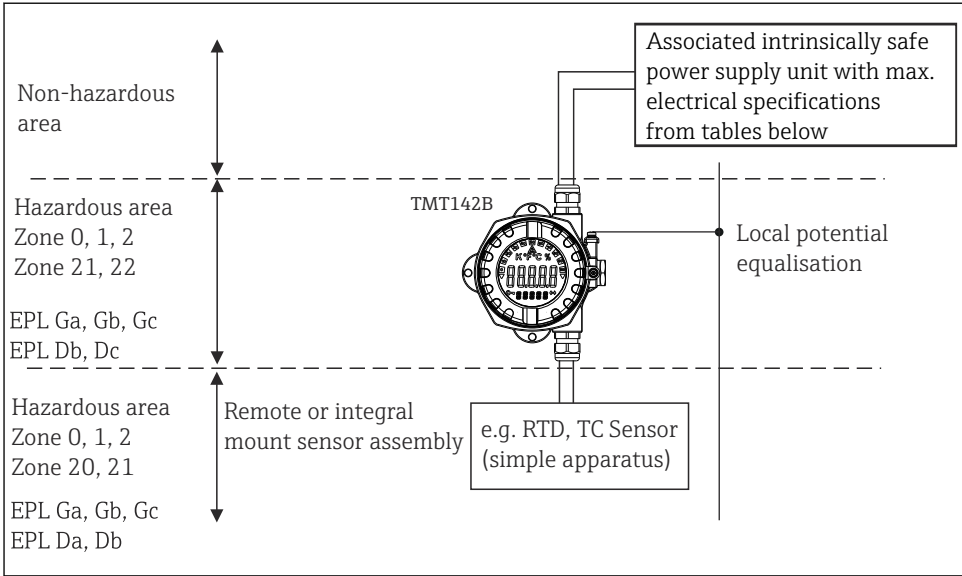 Non-hazardous
area
Associated intrinsically safe
power supply unit with max.
electrical specifications
from tables below
Hazardous area
Zone 0, 1, 2
Zone 21, 22
EPL Ga, Gb, Gc
EPL Db, Dc
TMT142B
K °F °C %
Local potential
equalisation
Hazardous area
Zone 0, 1, 2
Zone 20, 21
EPL Ga, Gb, Gc
EPL Da, Db
Remote or integral
mount sensor assembly
e.g. RTD, TC Sensor
(simple apparatus)